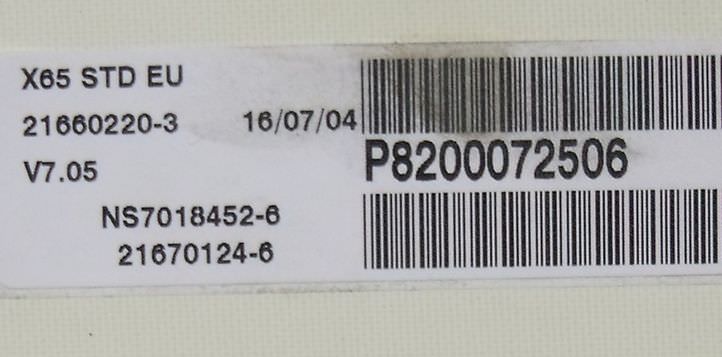 X65 STD EU
21660220-3 16/07/04
P8200072506
V7.05
NS7018452-6
21670124-6